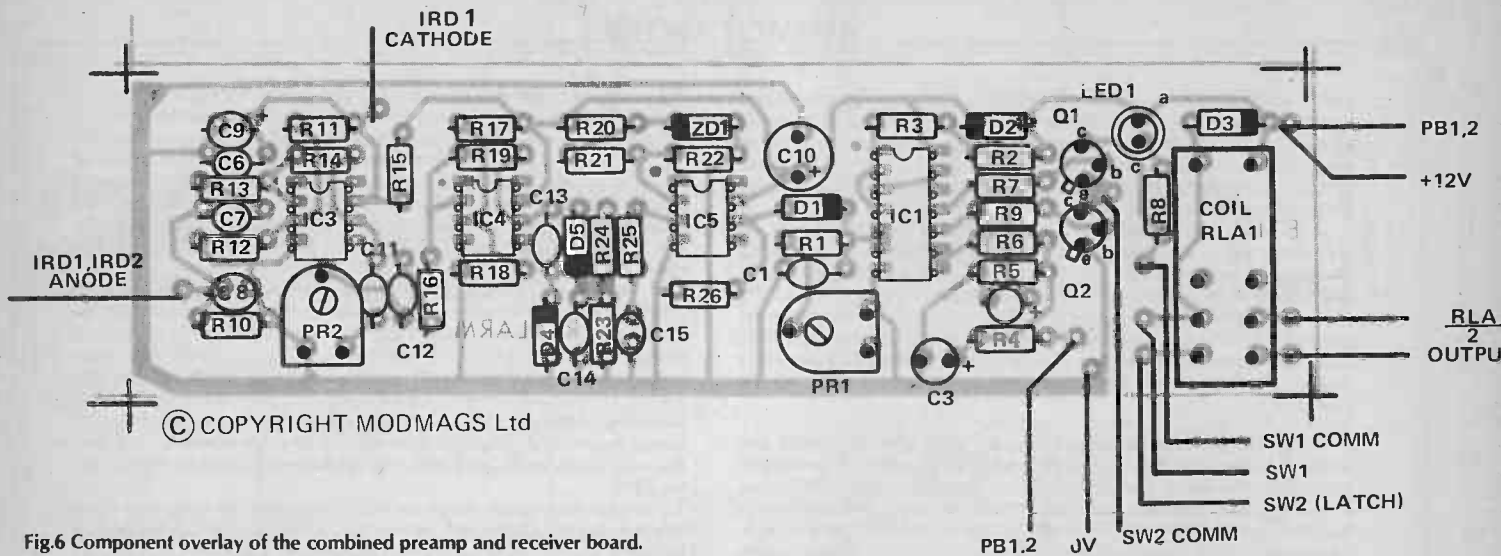 IRD 1
CATHODE
LED1
a
C9
+
R11
R17
R20
ZD1
C10
+
R3
D2
Q1
c
b
e
c
D3
PB1,2
+12V
C6
R14
R15
R19
R21
R22
R2
R13
IC3
IC4
C13
IC5
D1
IC1
R7
c
b
e
R8
COIL
RLA1
C7
R12
D5
R24
R25
R1
R9
R6
IRD1,IRD2
ANODE
C11
R18
C1
R5
Q2
C8
R10
PR2
R16
R26
+
R4
RLA
2
OUTPU
C12
D4
C14
R23
C15
PR1
C3
+
© COPYRIGHT MODMAGS Ltd
SW1 COMM
SW1
SW2 (LATCH)
SW2 COMM
PB1,2
0V
Fig.6 Component overlay of the combined preamp and receiver board.